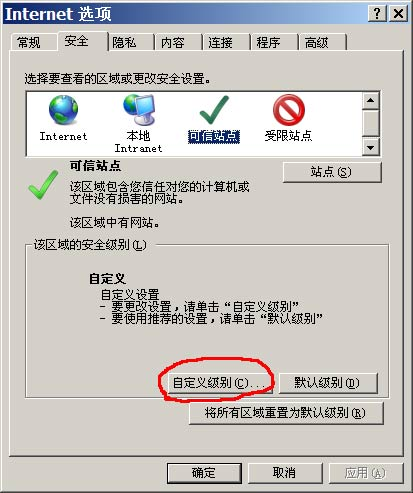 Internet 选项
常规 安全 隐私 内容 连接 程序 高级
选择要查看的区域或更改安全设置。
Internet 本地 Intranet 可信站点 受限站点
可信站点
站点(S)
该区域包含您信任对您的计算机或
文件没有损害的网站。
该区域中有网站。
该区域的安全级别(L)
自定义
自定义设置
- 要更改设置，请单击“自定义级别”
- 要使用推荐的设置，请单击“默认级别”
自定义级别(C)... 默认级别(D)
将所有区域重置为默认级别(R)
确定 取消 应用(A)